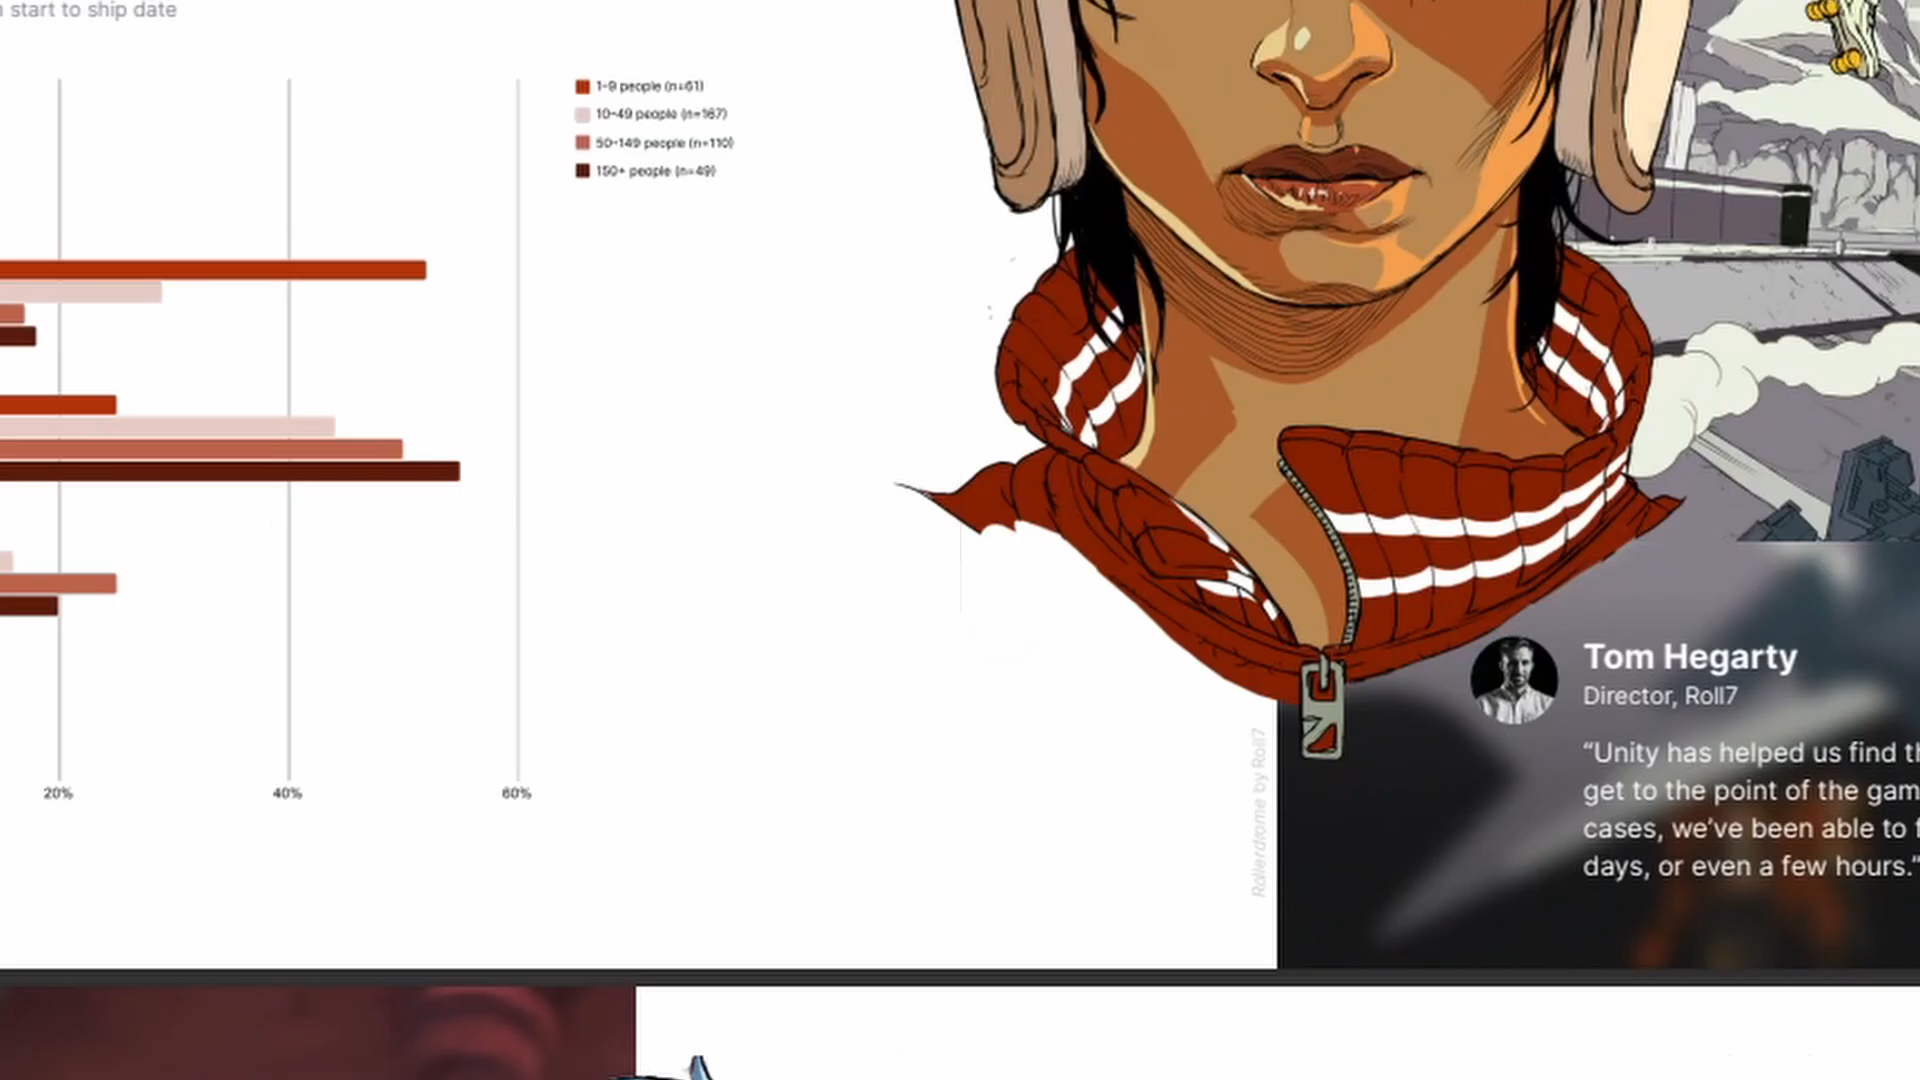 start to ship date
1-9 people (n=61)
10-49 people (n=167)
50-149 people (n=110)
150+ people (n=49)
20%
40%
60%
Rollerdrome by Roll7
Tom Hegarty
Director, Roll7
“Unity has helped us find th
get to the point of the gam
cases, we’ve been able to f
days, or even a few hours.”